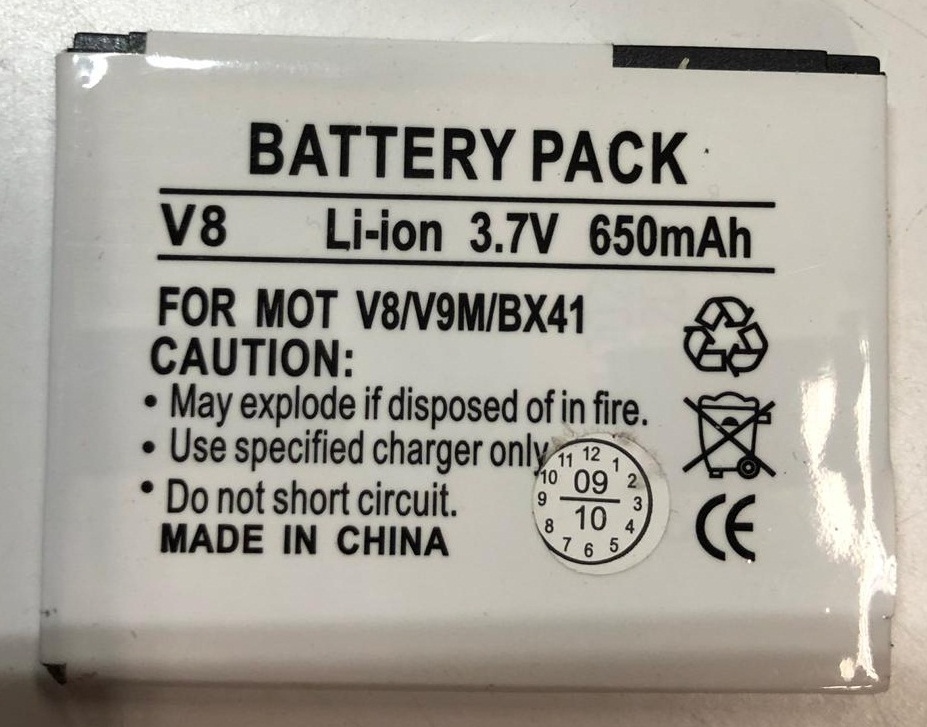 BATTERY PACK
V8 Li-ion 3.7V 650mAh
FOR MOT V8/V9M/BX41
CAUTION:
• May explode if disposed of in fire.
• Use specified charger only
• Do not short circuit.
MADE IN CHINA
11 12 1
10 09 2
9 3
8 10 4
7 6 5
CE